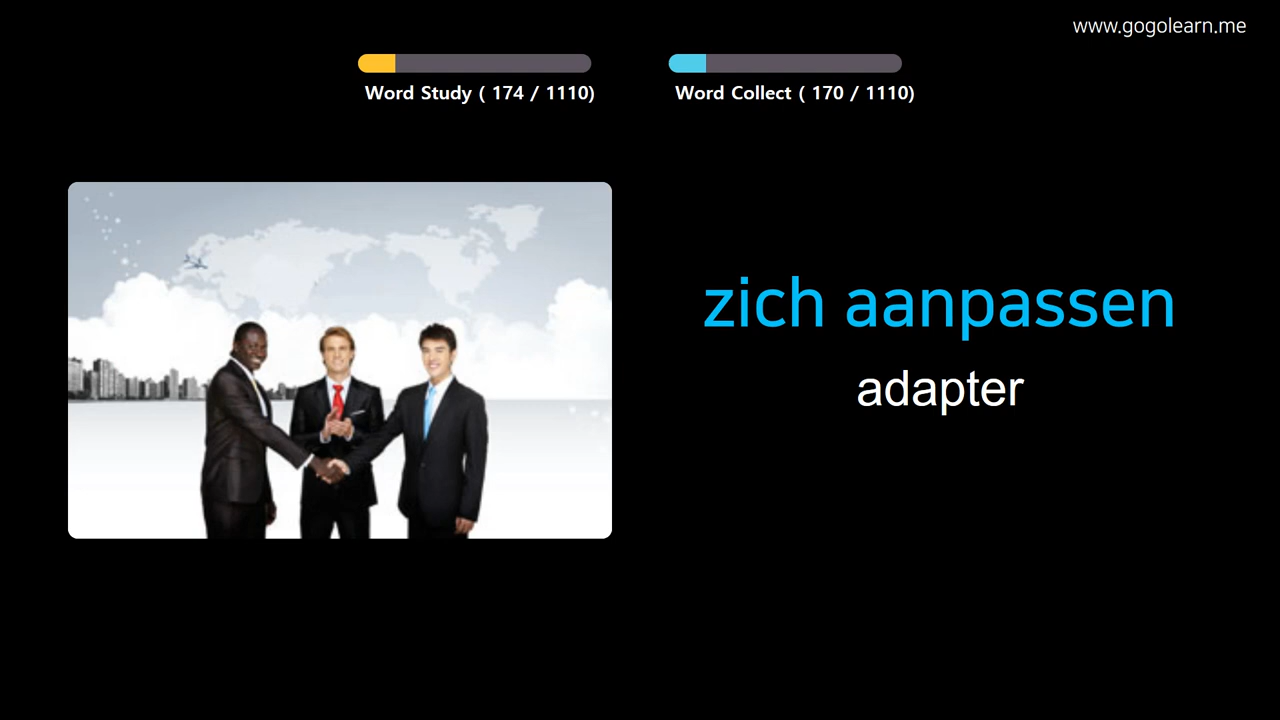 www.gogolearn.me
Word Study ( 174 / 1110)
Word Collect ( 170 / 1110)
zich aanpassen
adapter